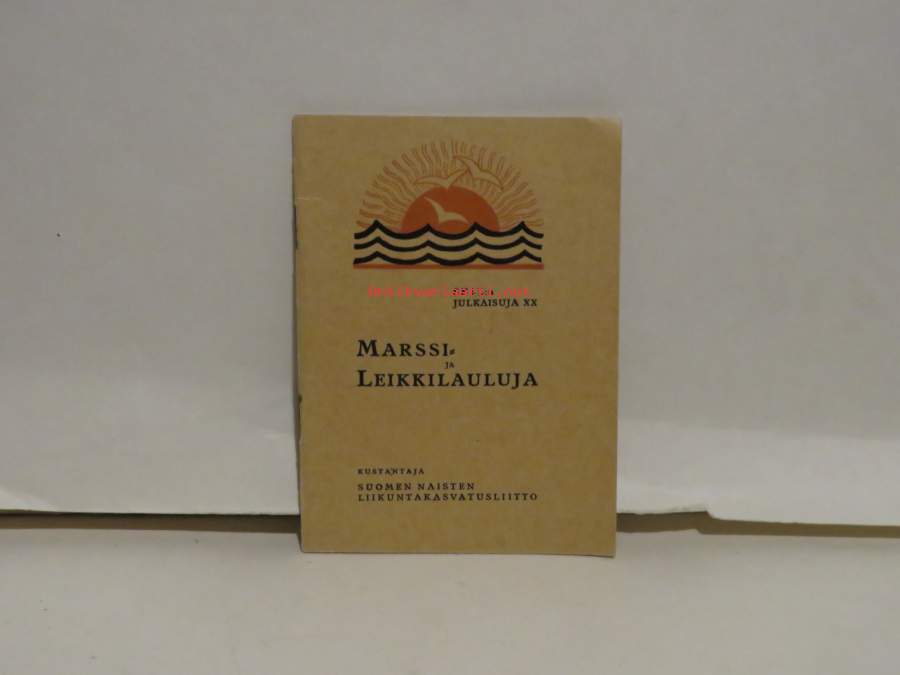 JULKAISUJA XX
MARSSI-
JA
LEIKKILAULUJA
KUSTANTAJA
SUOMEN NAISTEN
LIIKUNTAKASVATUSLIITTO